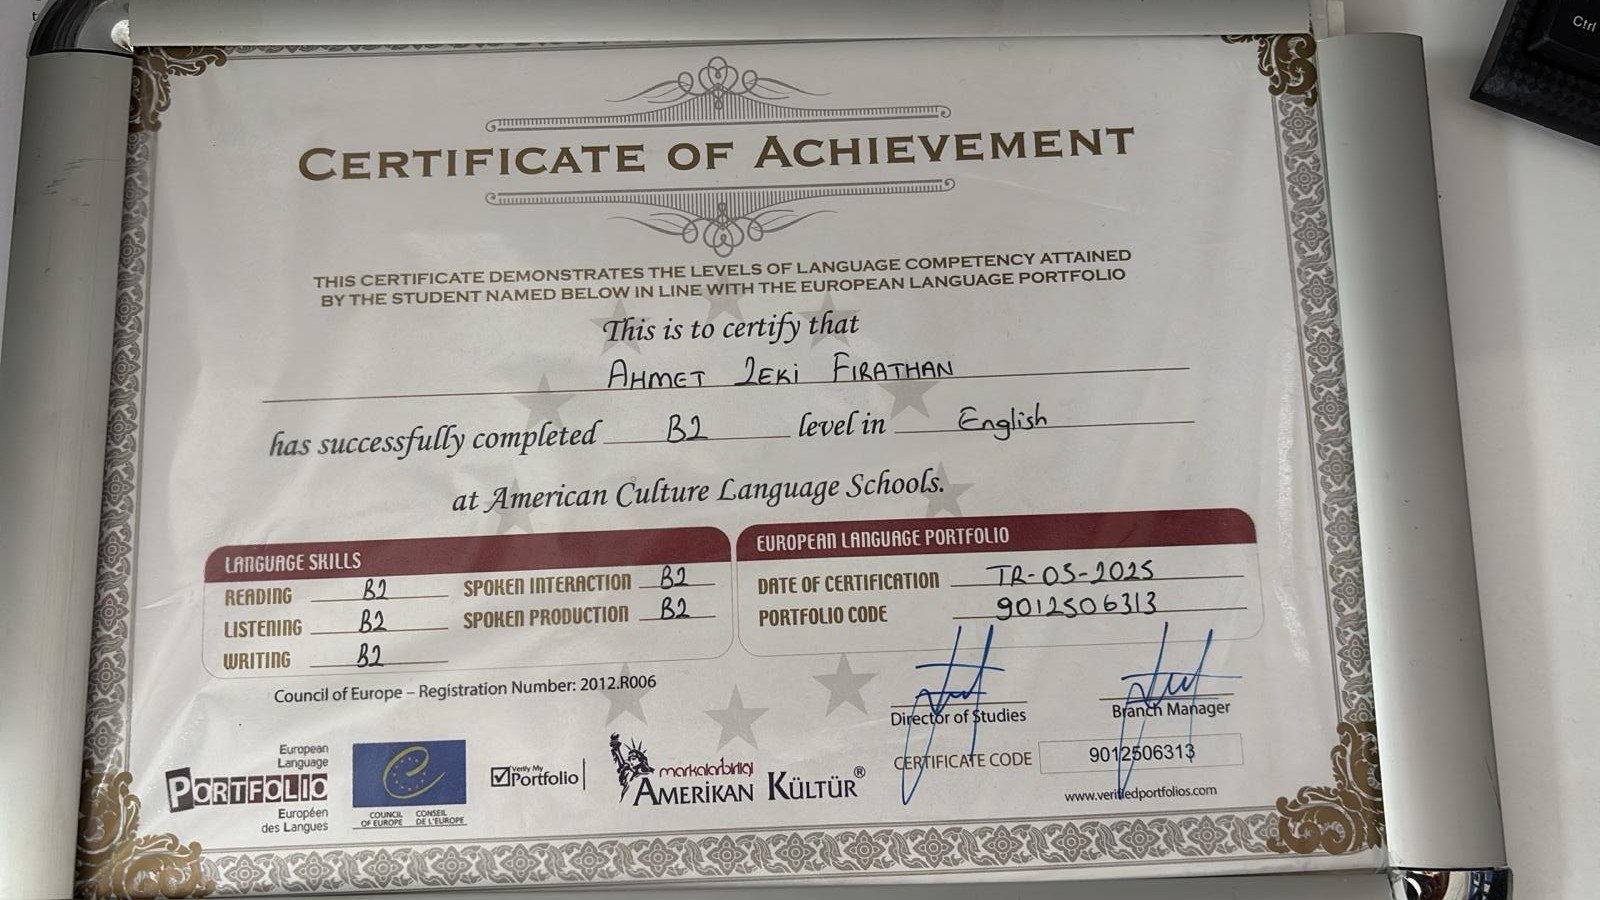 Ctrl
CERTIFICATE OF ACHIEVEMENT
THIS CERTIFICATE DEMONSTRATES THE LEVELS OF LANGUAGE COMPETENCY ATTAINED
BY THE STUDENT NAMED BELOW IN LINE WITH THE EUROPEAN LANGUAGE PORTFOLIO
This is to certify that
AHMET ZEKİ FIRATHAN
has successfully completed B2 level in English
at American Culture Language Schools.
LANGUAGE SKILLS
READING B2 SPOKEN INTERACTION B2
LISTENING B2 SPOKEN PRODUCTION B2
WRITING B2
EUROPEAN LANGUAGE PORTFOLIO
DATE OF CERTIFICATION TR-05-2025
PORTFOLIO CODE 9012506313
Council of Europe – Registration Number: 2012.R006
Director of Studies
Branch Manager
European
Language
PORTFOLIO
Européen
des Langues
COUNCIL OF EUROPE
CONSEIL DE L'EUROPE
Verify My
Portfolio
markalarbirliği
AMERİKAN KÜLTÜR®
CERTIFICATE CODE 9012506313
www.verifiedportfolios.com